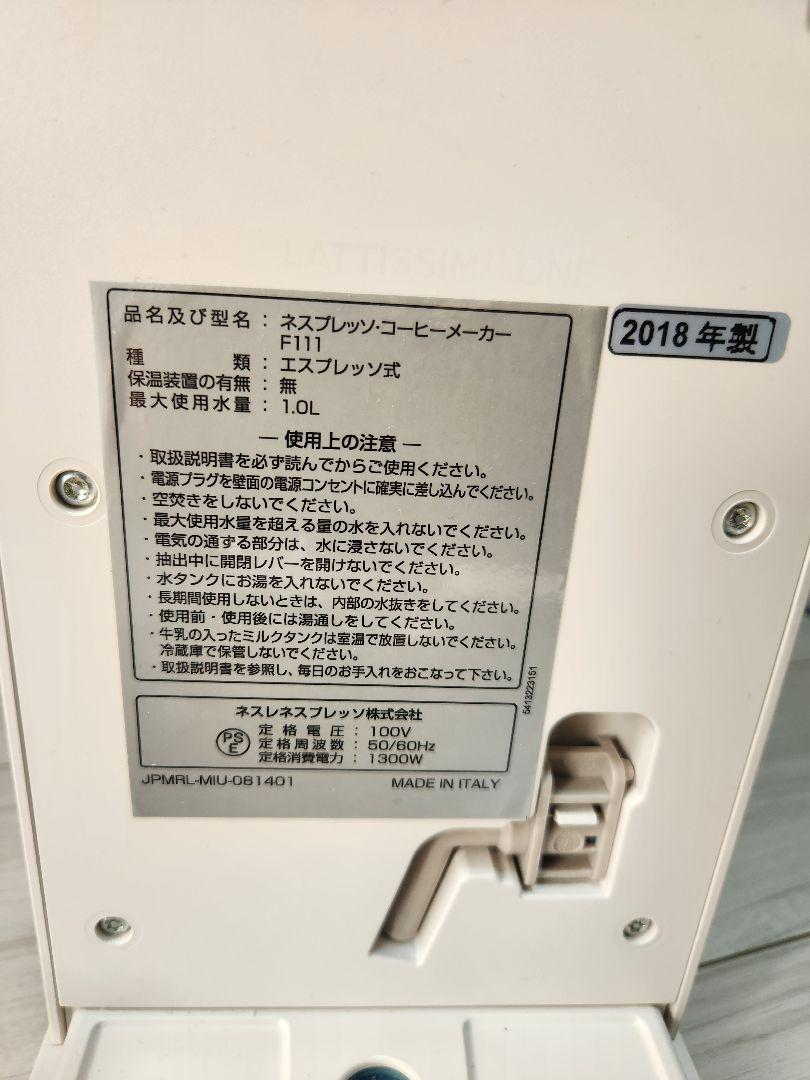 LATTISSIMA ONE
品名及び型名 : ネスプレッソ・コーヒーメーカー
F111
種類 : エスプレッソ式
保温装置の有無 : 無
最大使用水量 : 1.0L
2018年製
― 使用上の注意 ―
・取扱説明書を必ず読んでからご使用ください。
・電源プラグを壁面の電源コンセントに確実に差し込んでください。
・空焚きをしないでください。
・最大使用水量を超える量の水を入れないでください。
・電気の通ずる部分は、水に浸さないでください。
・抽出中に開閉レバーを開けないでください。
・水タンクにお湯を入れないでください。
・長期間使用しないときは、内部の水抜きをしてください。
・使用前・使用後には湯通しをしてください。
・牛乳の入ったミルクタンクは室温で放置しないでください。
冷蔵庫で保管しないでください。
・取扱説明書を参照し、毎日のお手入れをおこなって下さい。
5413223151
ネスレネスプレッソ株式会社
PSE
定格電圧 : 100V
定格周波数 : 50/60Hz
定格消費電力 : 1300W
JPMRL-MIU-081401 MADE IN ITALY